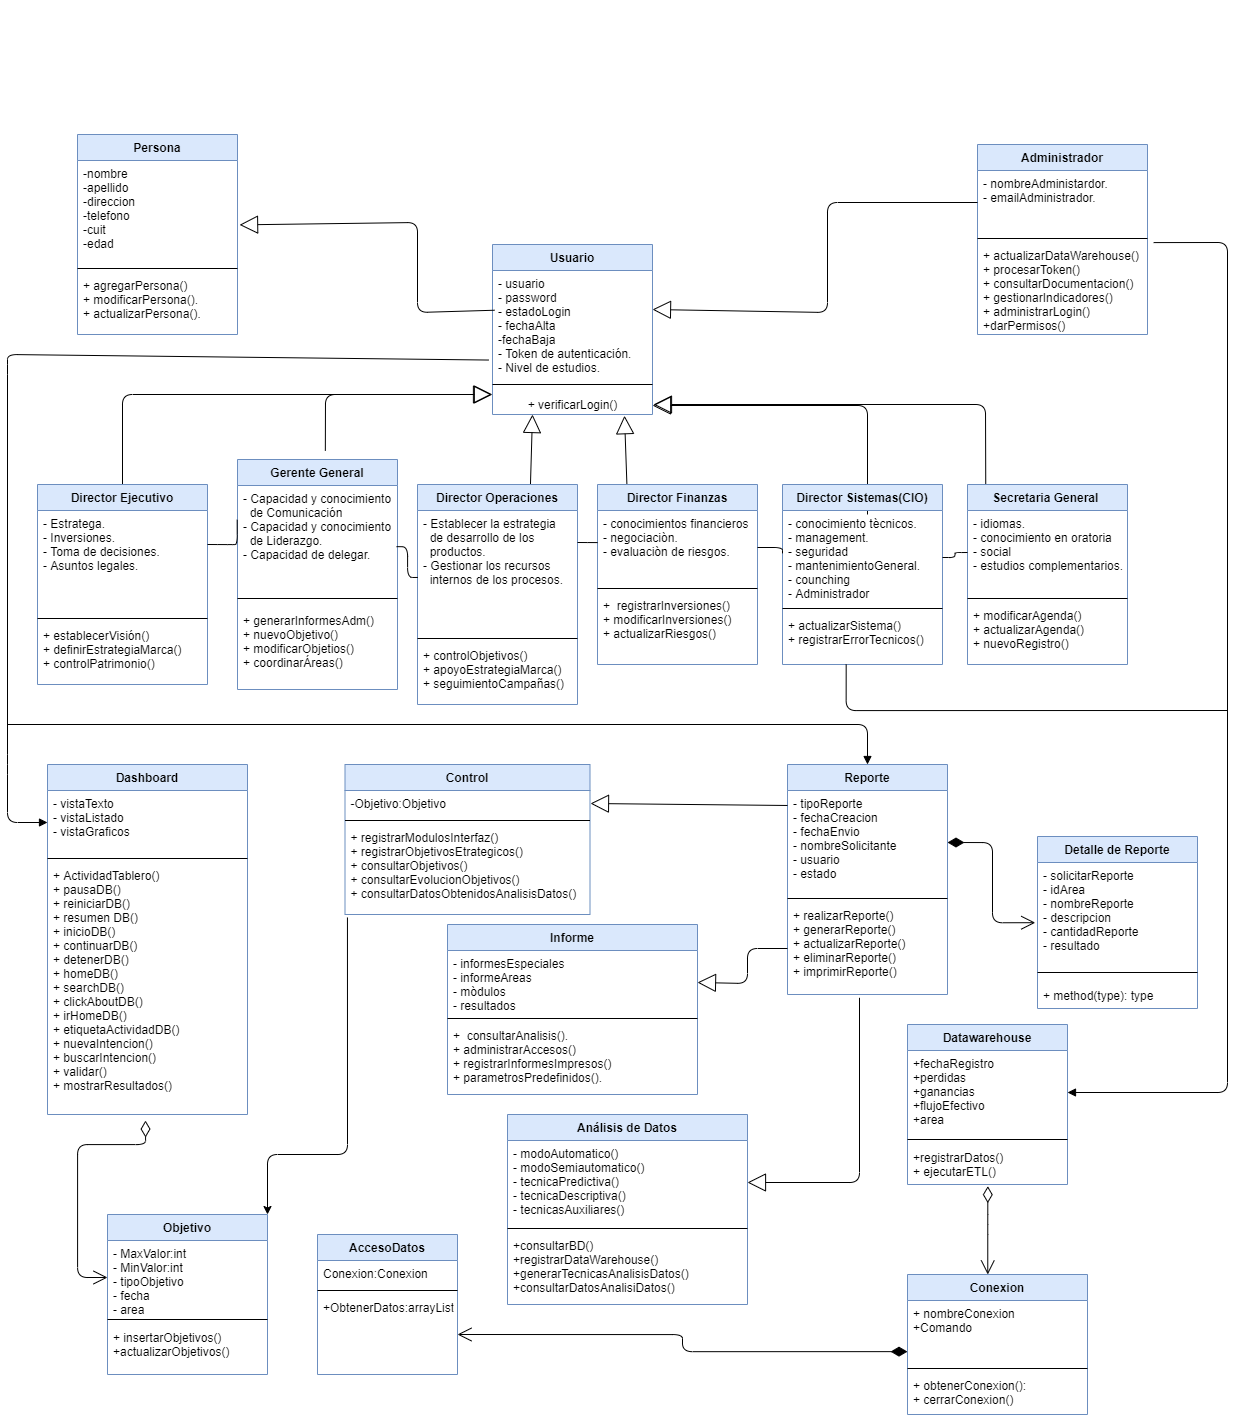 Persona
-nombre
-apellido
-direccion
-telefono
-cuit
-edad
+ agregarPersona()
+ modificarPersona().
+ actualizarPersona().
Administrador
- nombreAdministardor.
- emailAdministrador.
+ actualizarDataWarehouse()
+ procesarToken()
+ consultarDocumentacion()
+ gestionarIndicadores()
+ administrarLogin()
+darPermisos()
Usuario
- usuario
- password
- estadoLogin
- fechaAlta
-fechaBaja
- Token de autenticación.
- Nivel de estudios.
+ verificarLogin()
Director Ejecutivo
- Estratega.
- Inversiones.
- Toma de decisiones.
- Asuntos legales.
+ establecerVisión()
+ definirEstrategiaMarca()
+ controlPatrimonio()
Gerente General
- Capacidad y conocimiento
de Comunicación
- Capacidad y conocimiento
de Liderazgo.
- Capacidad de delegar.
+ generarInformesAdm()
+ nuevoObjetivo()
+ modificarObjetios()
+ coordinarÁreas()
Director Operaciones
- Establecer la estrategia
de desarrollo de los
productos.
- Gestionar los recursos
internos de los procesos.
+ controlObjetivos()
+ apoyoEstrategiaMarca()
+ seguimientoCampañas()
Director Finanzas
- conocimientos financieros
- negociaciòn.
- evaluaciòn de riesgos.
+  registrarInversiones()
+ modificarInversiones()
+ actualizarRiesgos()
Director Sistemas(CIO)
- conocimiento tècnicos.
- management.
- seguridad
- mantenimientoGeneral.
- counching
- Administrador
+ actualizarSistema()
+ registrarErrorTecnicos()
Secretaria General
- idiomas.
- conocimiento en oratoria
- social
- estudios complementarios.
+ modificarAgenda()
+ actualizarAgenda()
+ nuevoRegistro()
Dashboard
- vistaTexto
- vistaListado
- vistaGraficos
+ ActividadTablero()
+ pausaDB()
+ reiniciarDB()
+ resumen DB()
+ inicioDB()
+ continuarDB()
+ detenerDB()
+ homeDB()
+ searchDB()
+ clickAboutDB()
+ irHomeDB()
+ etiquetaActividadDB()
+ nuevaIntencion()
+ buscarIntencion()
+ validar()
+ mostrarResultados()
Control
-Objetivo:Objetivo
+ registrarModulosInterfaz()
+ registrarObjetivosEtrategicos()
+ consultarObjetivos()
+ consultarEvolucionObjetivos()
+ consultarDatosObtenidosAnalisisDatos()
Reporte
- tipoReporte
- fechaCreacion
- fechaEnvio
- nombreSolicitante
- usuario
- estado
+ realizarReporte()
+ generarReporte()
+ actualizarReporte()
+ eliminarReporte()
+ imprimirReporte()
Detalle de Reporte
- solicitarReporte
- idArea
- nombreReporte
- descripcion
- cantidadReporte
- resultado
+ method(type): type
Informe
- informesEspeciales
- informeAreas
- mòdulos
- resultados
+  consultarAnalisis().
+ administrarAccesos()
+ registrarInformesImpresos()
+ parametrosPredefinidos().
Datawarehouse
+fechaRegistro
+perdidas
+ganancias
+flujoEfectivo
+area
+registrarDatos()
+ ejecutarETL()
Análisis de Datos
- modoAutomatico()
- modoSemiautomatico()
- tecnicaPredictiva()
- tecnicaDescriptiva()
- tecnicasAuxiliares()
+consultarBD()
+registrarDataWarehouse()
+generarTecnicasAnalisisDatos()
+consultarDatosAnalisiDatos()
Objetivo
- MaxValor:int
- MinValor:int
- tipoObjetivo
- fecha
- area
+ insertarObjetivos()
+actualizarObjetivos()
AccesoDatos
Conexion:Conexion
+ObtenerDatos:arrayList
Conexion
+ nombreConexion
+Comando
+ obtenerConexion():
+ cerrarConexion()